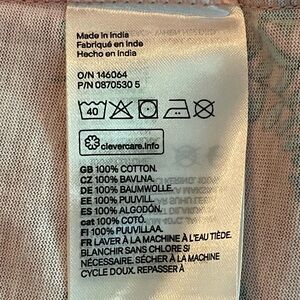 Made in India
Fabriqué en Inde
Hecho en India
O/N 146064
P/N 0870530 5
40
clevercare.info
GB 100% COTTON.
CZ 100% BAVLNA.
DE 100% BAUMWOLLE.
EE 100% PUUVILL.
ES 100% ALGODÓN.
cat 100% COTÓ.
FI 100% PUUVILLAA.
FR LAVER À LA MACHINE À L'EAU TIÈDE.
BLANCHIR SANS CHLORE SI
NÉCESSAIRE. SÉCHER À LA MACHINE
CYCLE DOUX. REPASSER À